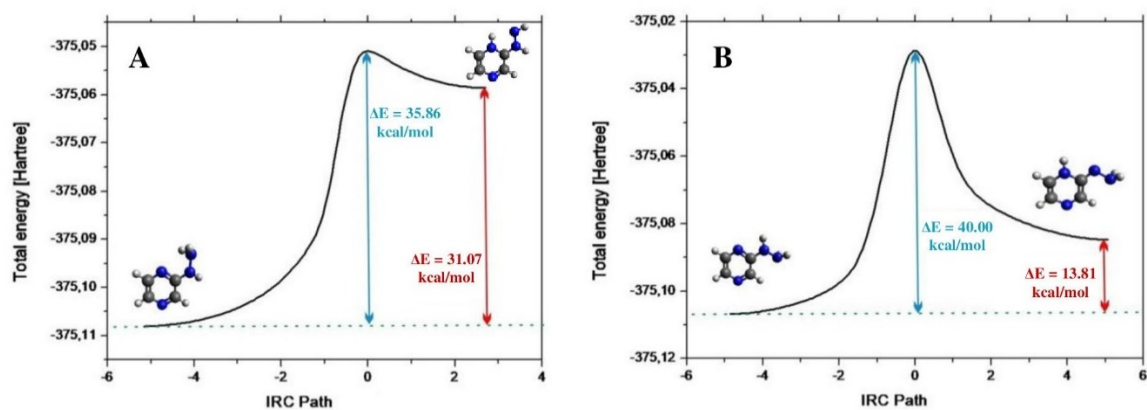 A
Total energy [Hartree]
-375,05
-375,06
-375,07
-375,08
-375,09
-375,10
-375,11
ΔE = 35.86
kcal/mol
ΔE = 31.07
kcal/mol
-6
-4
-2
0
2
4
IRC Path
B
Total energy [Hertree]
-375,02
-375,04
-375,06
-375,08
-375,10
-375,12
ΔE = 40.00
kcal/mol
ΔE = 13.81
kcal/mol
-6
-4
-2
0
2
4
6
IRC Path